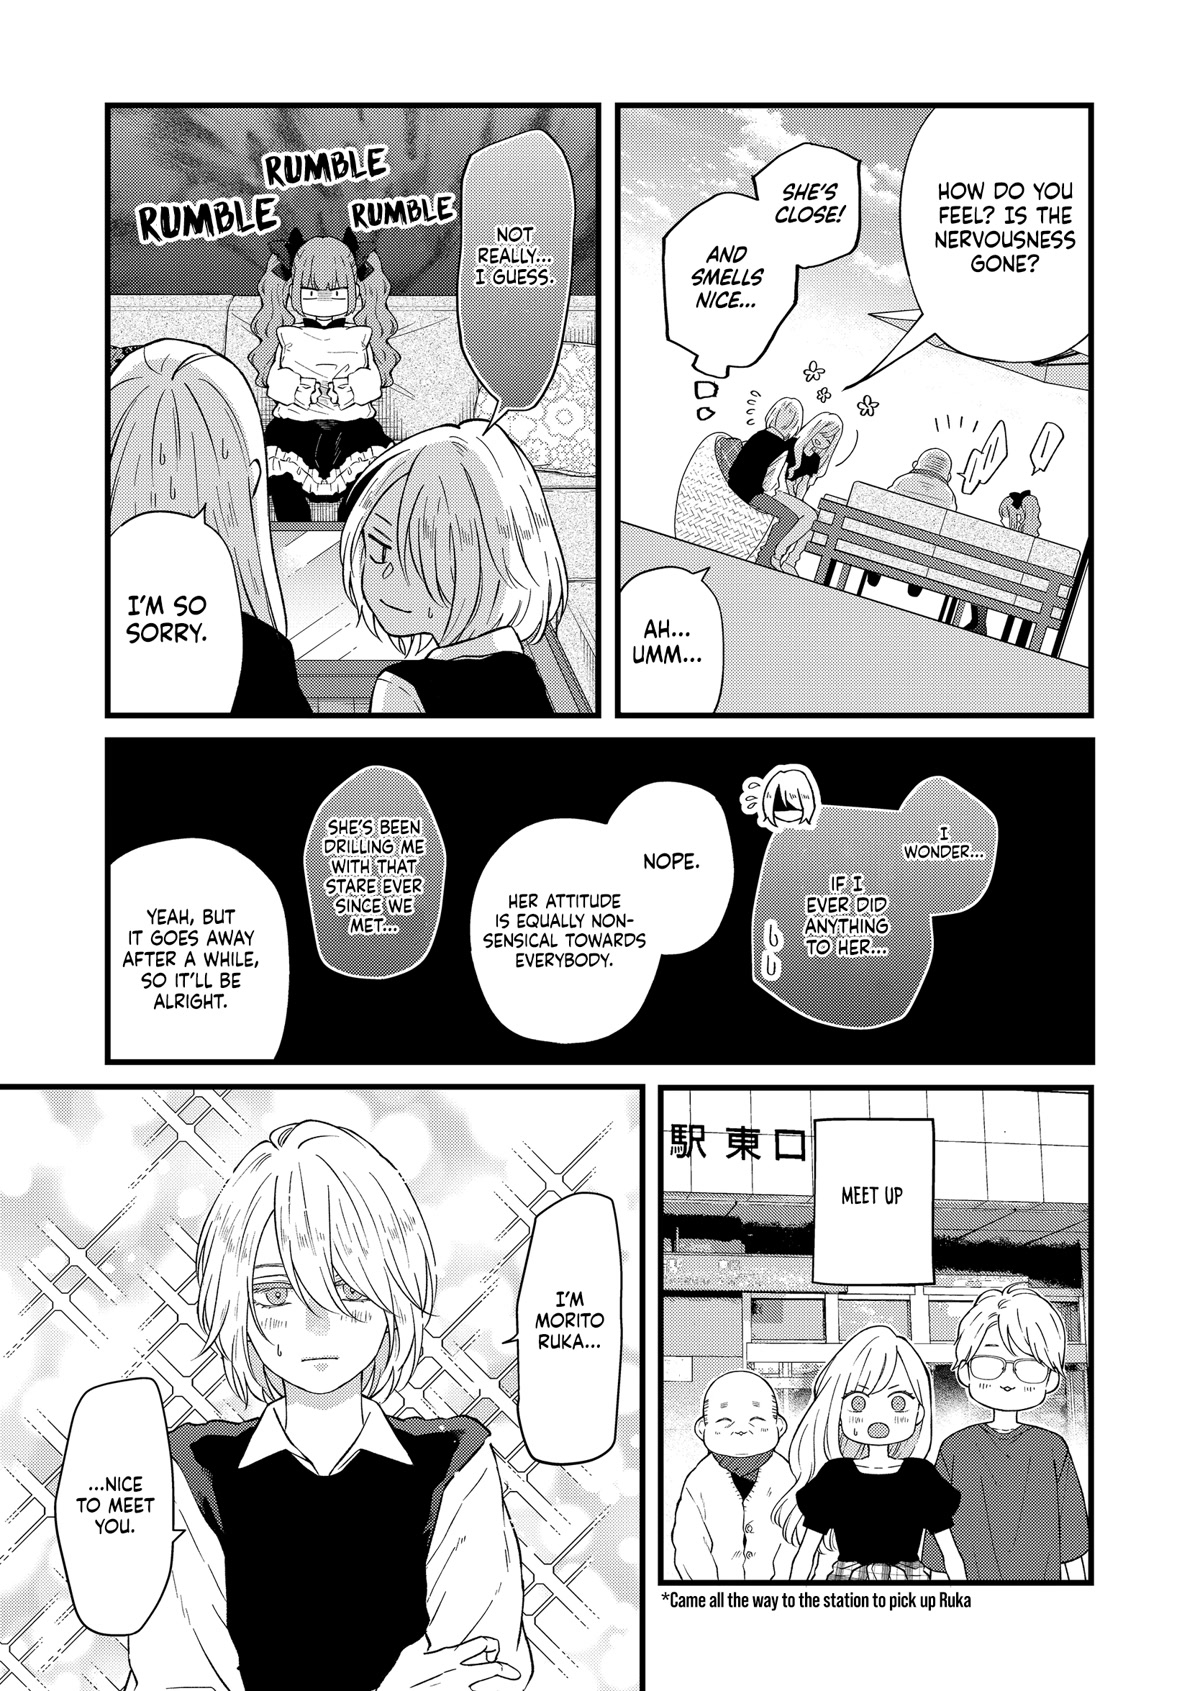 HOW DO YOU
FEEL? IS THE
NERVOUSNESS
GONE?
SHE'S
CLOSE!
AND
SMELLS
NICE...
AH...
UMM...
NOT
REALLY...
I GUESS.
RUMBLE
RUMBLE
RUMBLE
I'M SO
SORRY.
I
WONDER...
IF I
EVER DID
ANYTHING
TO HER...
NOPE.
HER ATTITUDE
IS EQUALLY NON-
SENSICAL TOWARDS
EVERYBODY.
SHE'S BEEN
DRILLING ME
WITH THAT
STARE EVER
SINCE WE
MET...
YEAH, BUT
IT GOES AWAY
AFTER A WHILE,
SO IT'LL BE
ALRIGHT.
駅東口
MEET UP
*Came all the way to the station to pick up Ruka
I'M
MORITO
RUKA...
...NICE
TO MEET
YOU.